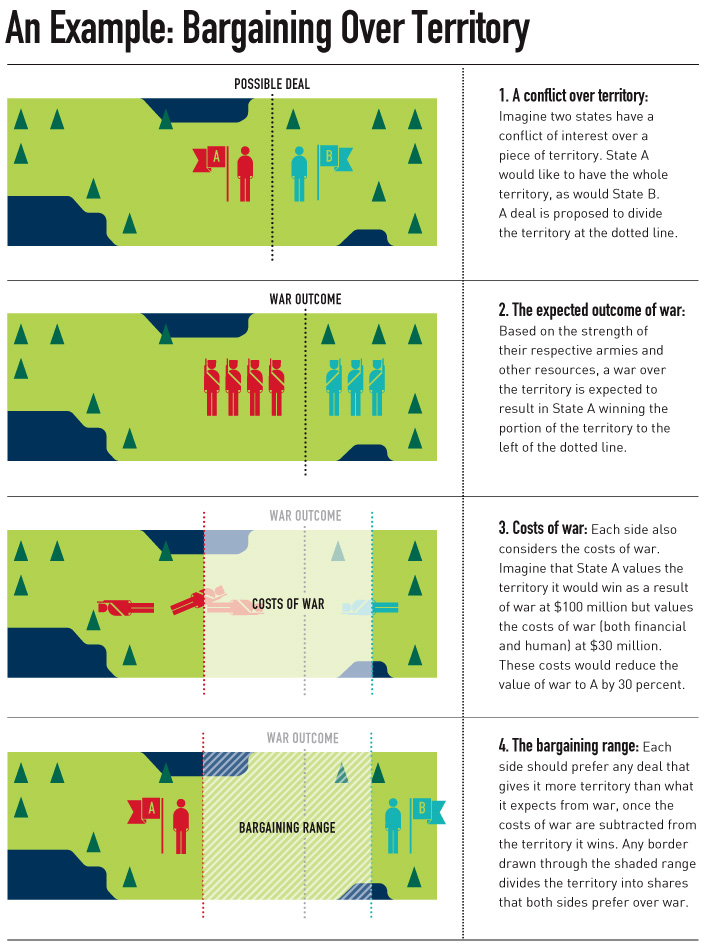 An Example: Bargaining Over Territory
POSSIBLE DEAL
A
B
1. A conflict over territory:
Imagine two states have a
conflict of interest over a
piece of territory. State A
would like to have the whole
territory, as would State B.
A deal is proposed to divide
the territory at the dotted line.
WAR OUTCOME
2. The expected outcome of war:
Based on the strength of
their respective armies and
other resources, a war over
the territory is expected to
result in State A winning the
portion of the territory to the
left of the dotted line.
WAR OUTCOME
COSTS OF WAR
3. Costs of war: Each side also
considers the costs of war.
Imagine that State A values the
territory it would win as a result
of war at $100 million but values
the costs of war (both financial
and human) at $30 million.
These costs would reduce the
value of war to A by 30 percent.
WAR OUTCOME
A
BARGAINING RANGE
B
4. The bargaining range: Each
side should prefer any deal that
gives it more territory than what
it expects from war, once the
costs of war are subtracted from
the territory it wins. Any border
drawn through the shaded range
divides the territory into shares
that both sides prefer over war.